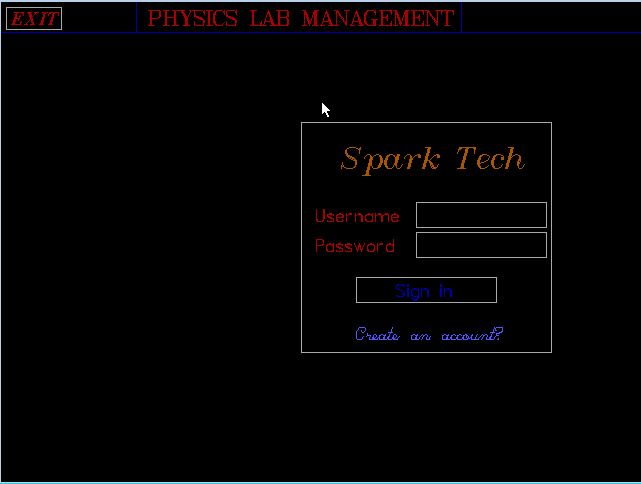 EXIT PHYSICS LAB MANAGEMENT
Spark Tech
Username
Password
Sign in
Create an account?